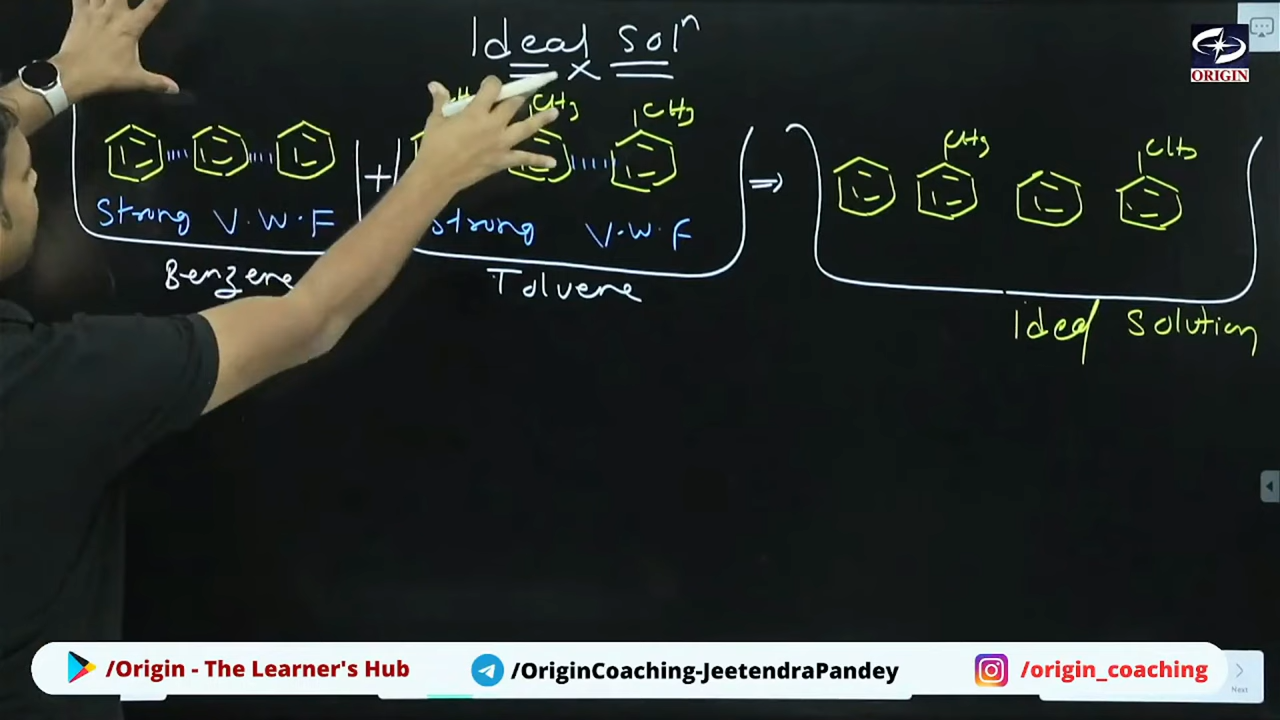 Ideal solⁿ
ORIGIN
CH3 CH3
CH3 CH3
+ ⇒
Strong V.W.F
Strong V.W.F
Benzene
Toluene
Ideal Solution
/Origin - The Learner's Hub
/OriginCoaching-JeetendraPandey
/origin_coaching
Next